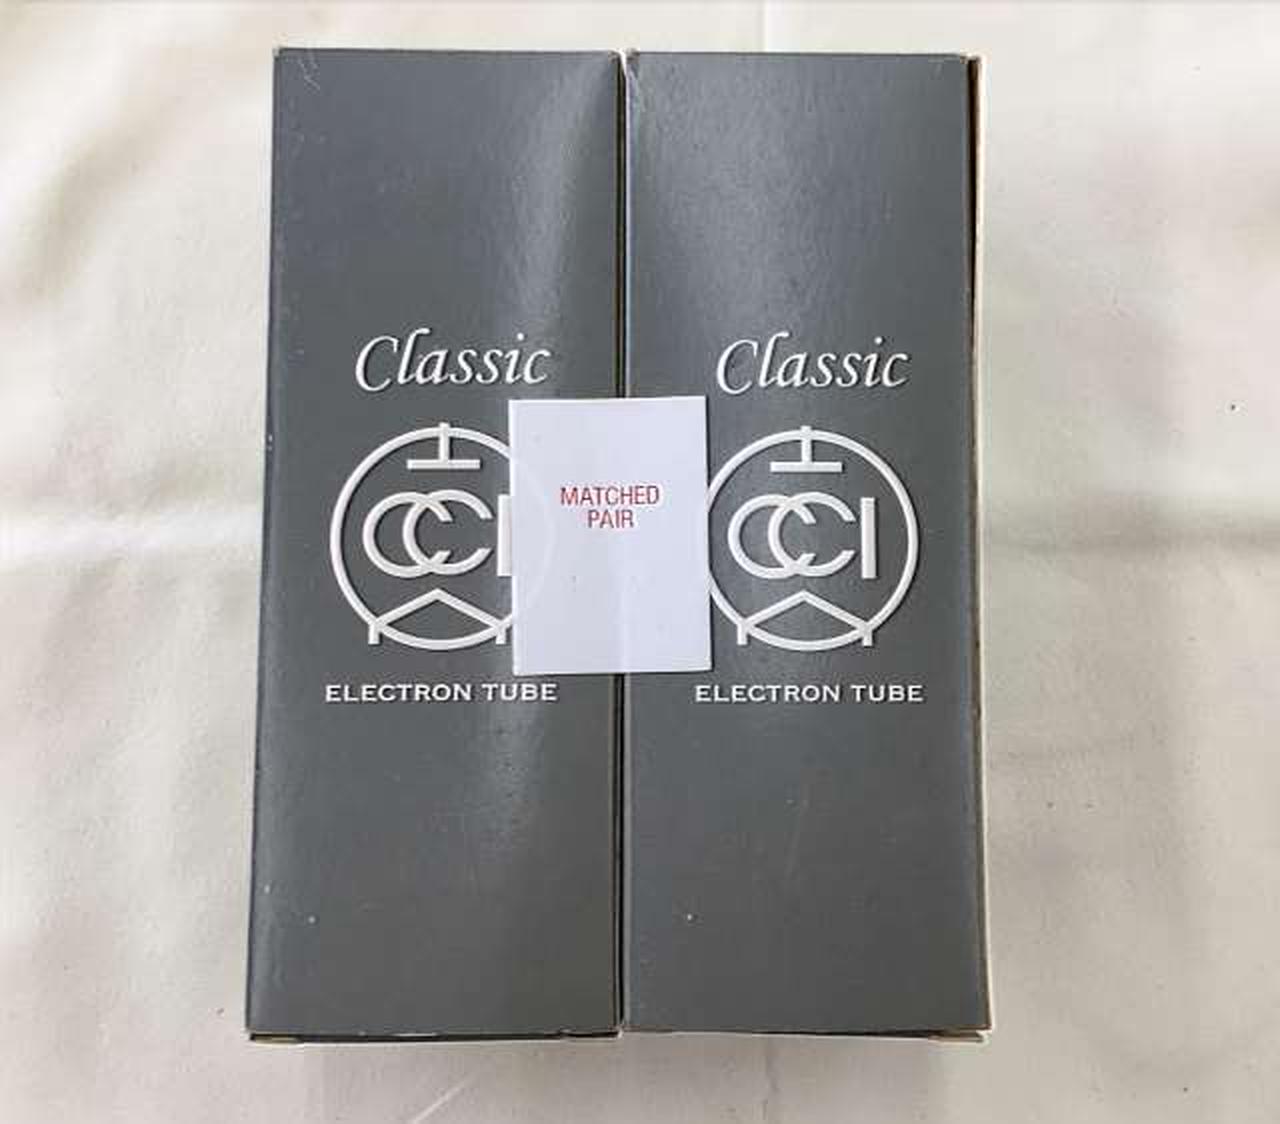 Classic
CCI
ELECTRON TUBE
MATCHED
PAIR
Classic
CCI
ELECTRON TUBE